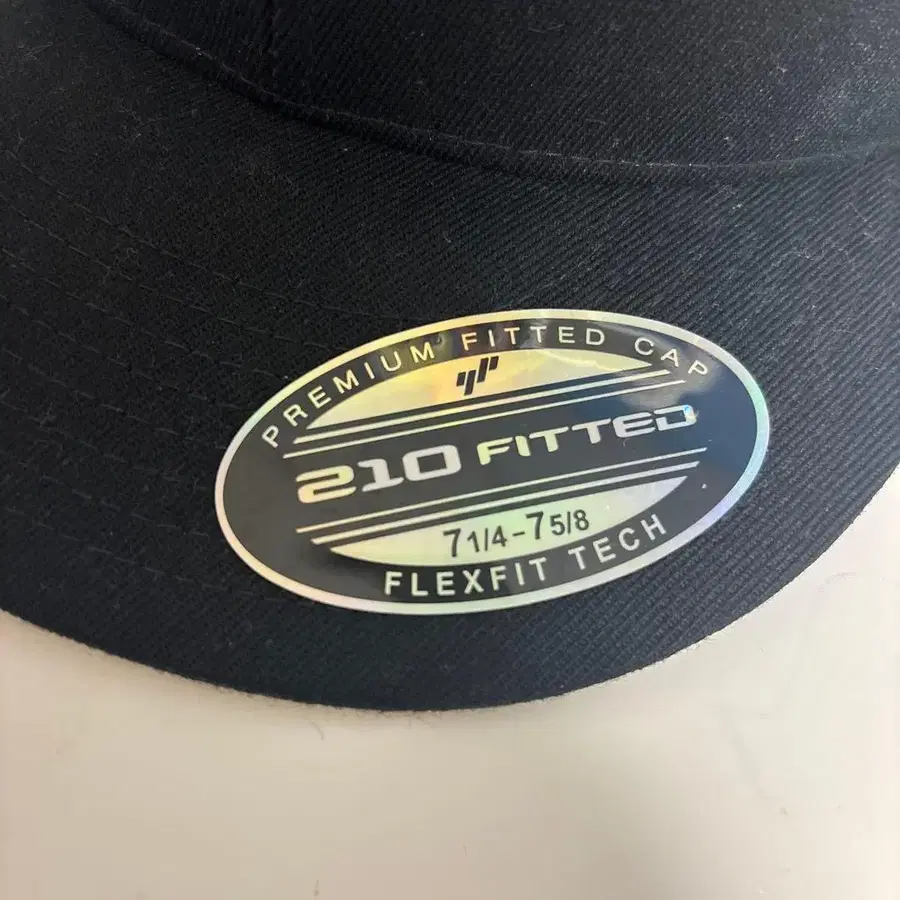 PREMIUM FITTED CAP
210 FITTED
7 1/4 - 7 5/8
FLEXFIT TECH